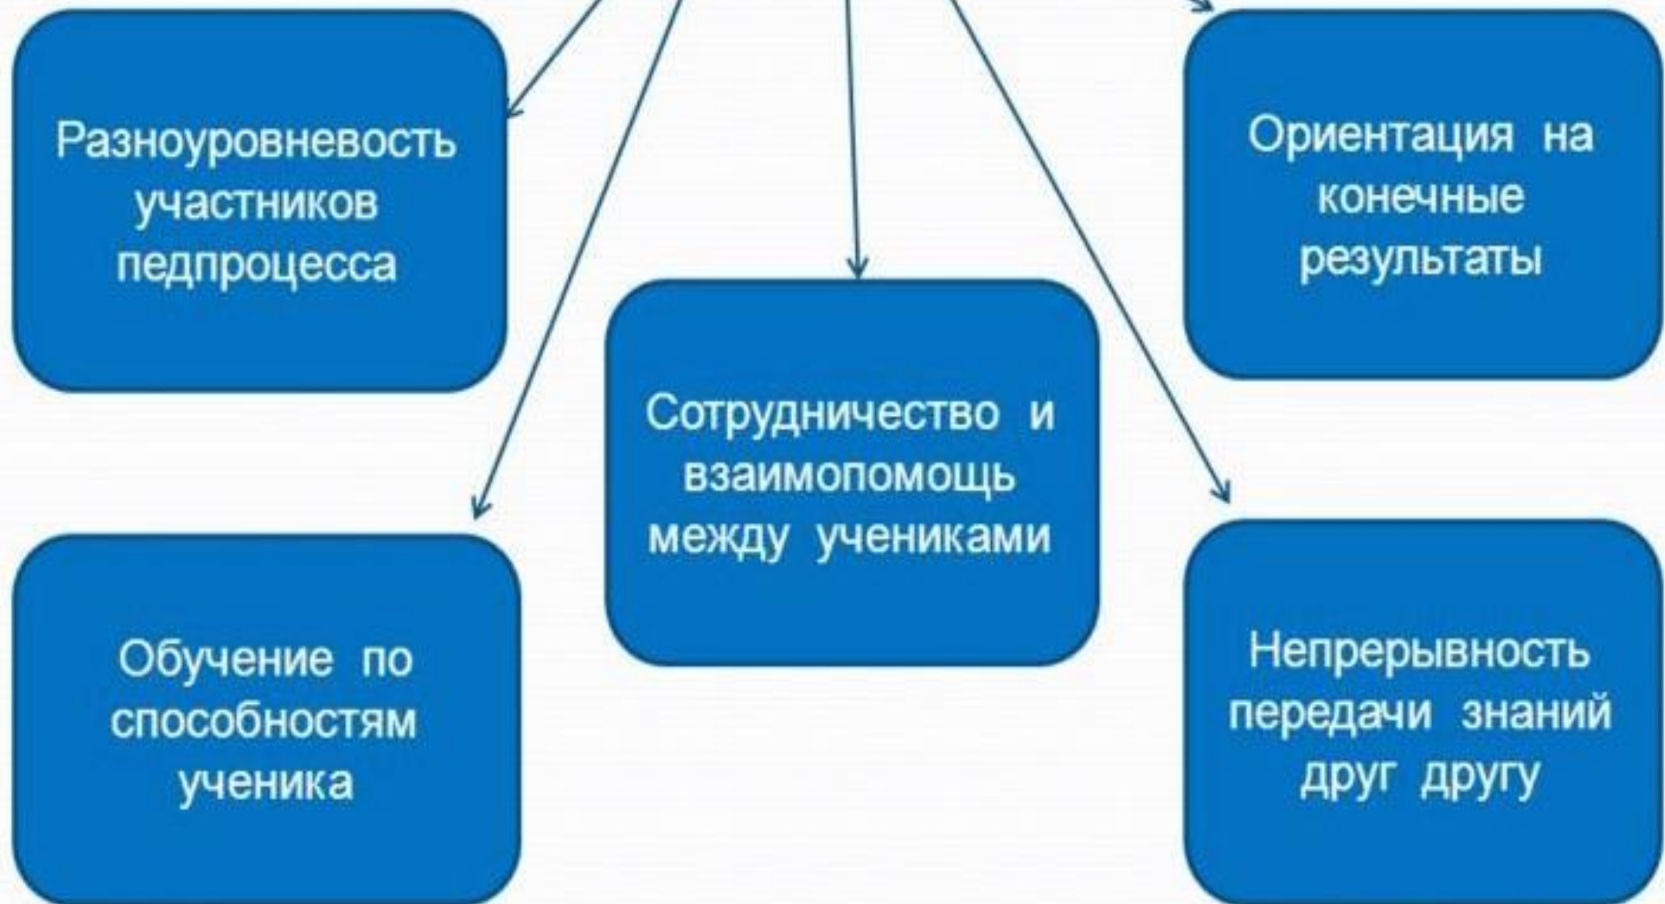 Разноуровневость
участников
педпроцесса
Ориентация на
конечные
результаты
Сотрудничество и
взаимопомощь
между учениками
Обучение по
способностям
ученика
Непрерывность
передачи знаний
друг другу